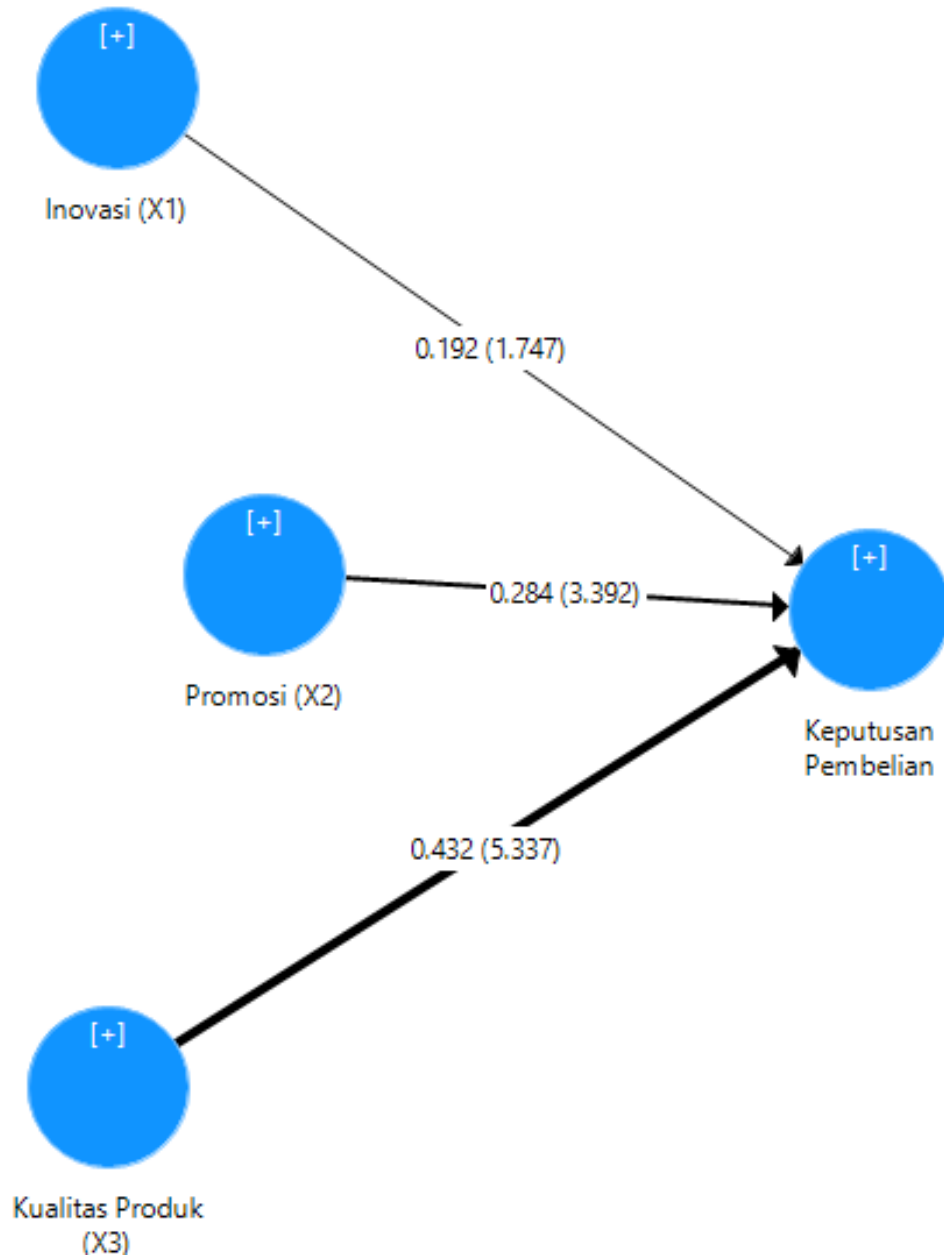 [+]
Inovasi (X1)
0.192 (1.747)
[+]
Promosi (X2)
0.284 (3.392)
[+]
Keputusan
Pembelian
0.432 (5.337)
[+]
Kualitas Produk
(X3)